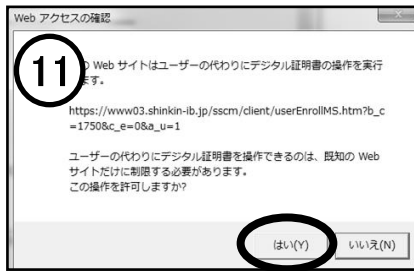 Web アクセスの確認
⑪
の Web サイトはユーザーの代わりにデジタル証明書の操作を実行
ます。
https://www03.shinkin-ib.jp/sscm/client/userEnrollMS.htm?b_c
=1750&c_e=0&a_u=1
ユーザーの代わりにデジタル証明書を操作できるのは、既知の Web
サイトだけに制限する必要があります。
この操作を許可しますか?
はい(Y)
いいえ(N)